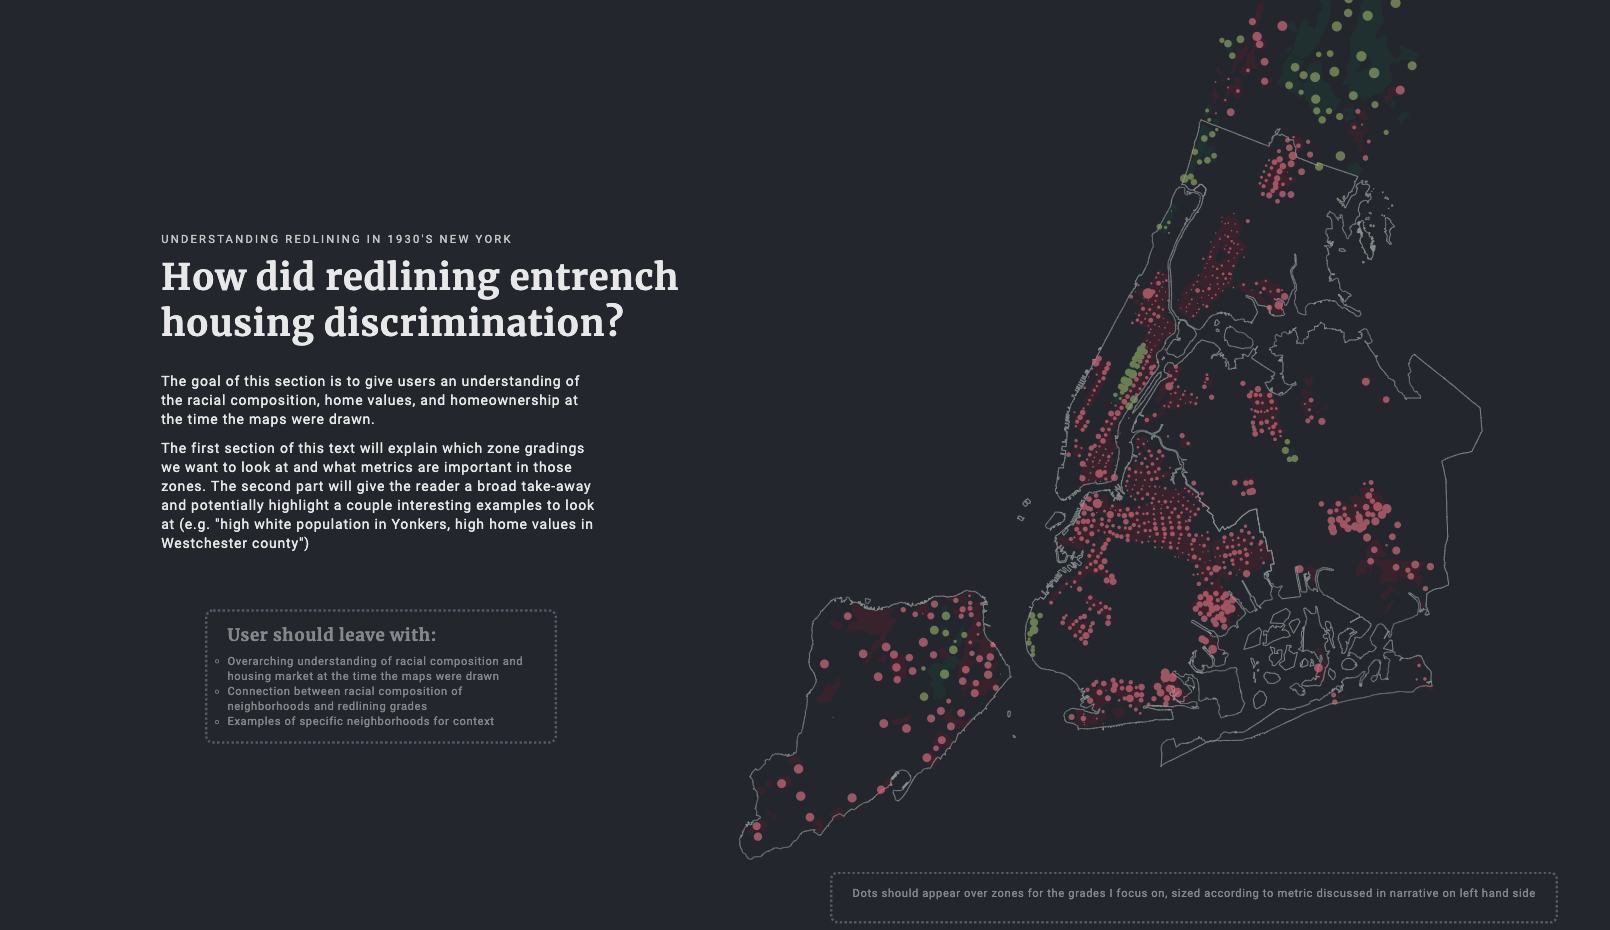 UNDERSTANDING REDLINING IN 1930'S NEW YORK
How did redlining entrench
housing discrimination?
The goal of this section is to give users an understanding of
the racial composition, home values, and homeownership at
the time the maps were drawn.
The first section of this text will explain which zone gradings
we want to look at and what metrics are important in those
zones. The second part will give the reader a broad take-away
and potentially highlight a couple interesting examples to look
at (e.g. "high white population in Yonkers, high home values in
Westchester county")
User should leave with:
Overarching understanding of racial composition and
housing market at the time the maps were drawn
Connection between racial composition of
neighborhoods and redlining grades
Examples of specific neighborhoods for context
Dots should appear over zones for the grades I focus on, sized according to metric discussed in narrative on left hand side